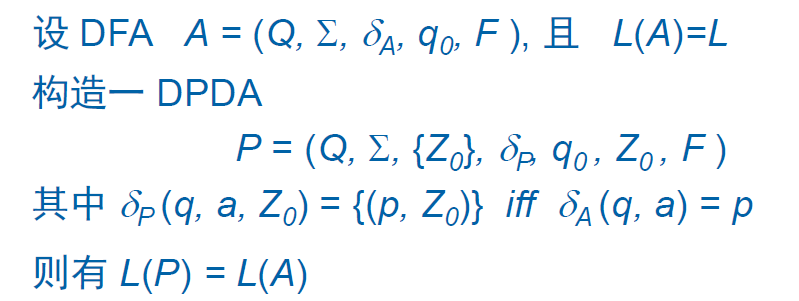 设 DFA A = (Q, Σ, δA, q0, F ), 且 L(A)=L
构造一 DPDA
P = (Q, Σ, {Z0}, δP, q0 , Z0 , F )
其中 δP (q, a, Z0) = {(p, Z0)} iff δA (q, a) = p
则有 L(P) = L(A)